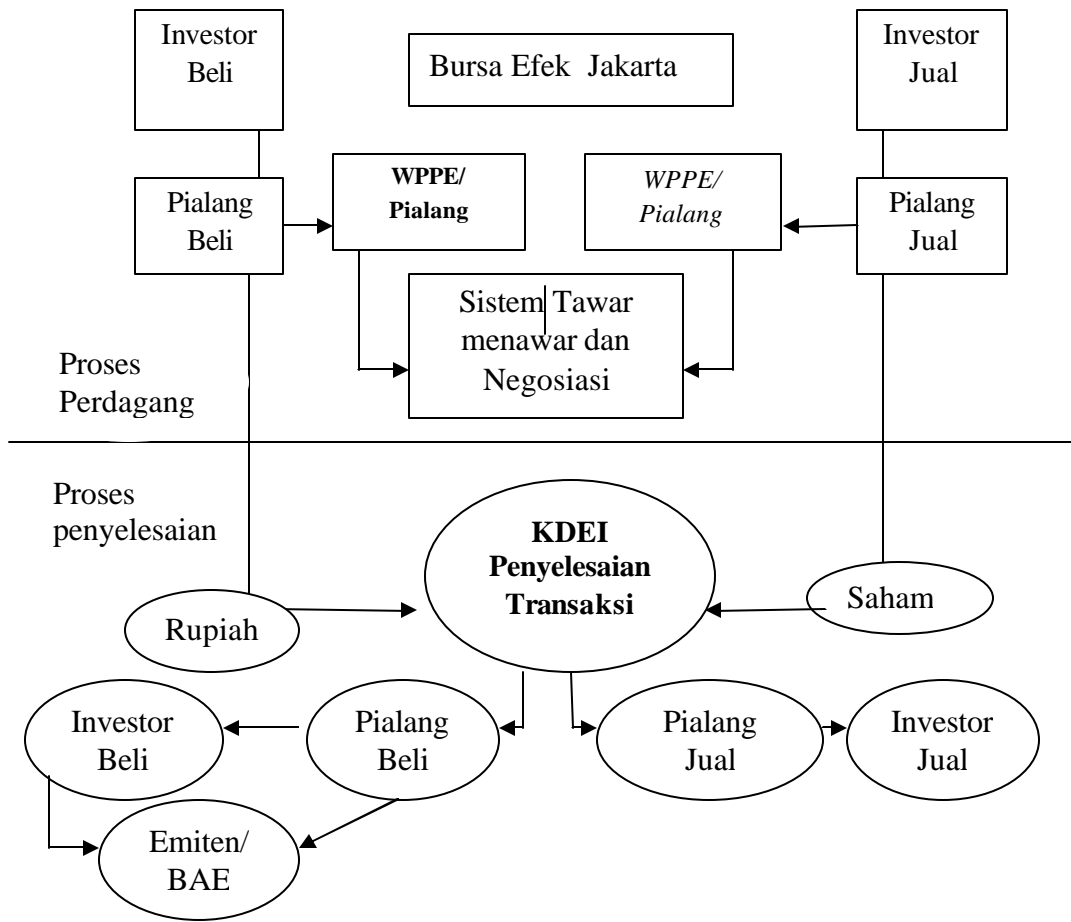 Investor
Beli
Bursa Efek Jakarta
Investor
Jual
WPPE/
Pialang
WPPE/
Pialang
Pialang
Beli
Pialang
Jual
Sistem Tawar
menawar dan
Negosiasi
Proses
Perdagang
Proses
penyelesaian
KDEI
Penyelesaian
Transaksi
Rupiah
Saham
Investor
Beli
Pialang
Beli
Pialang
Jual
Investor
Jual
Emiten/
BAE